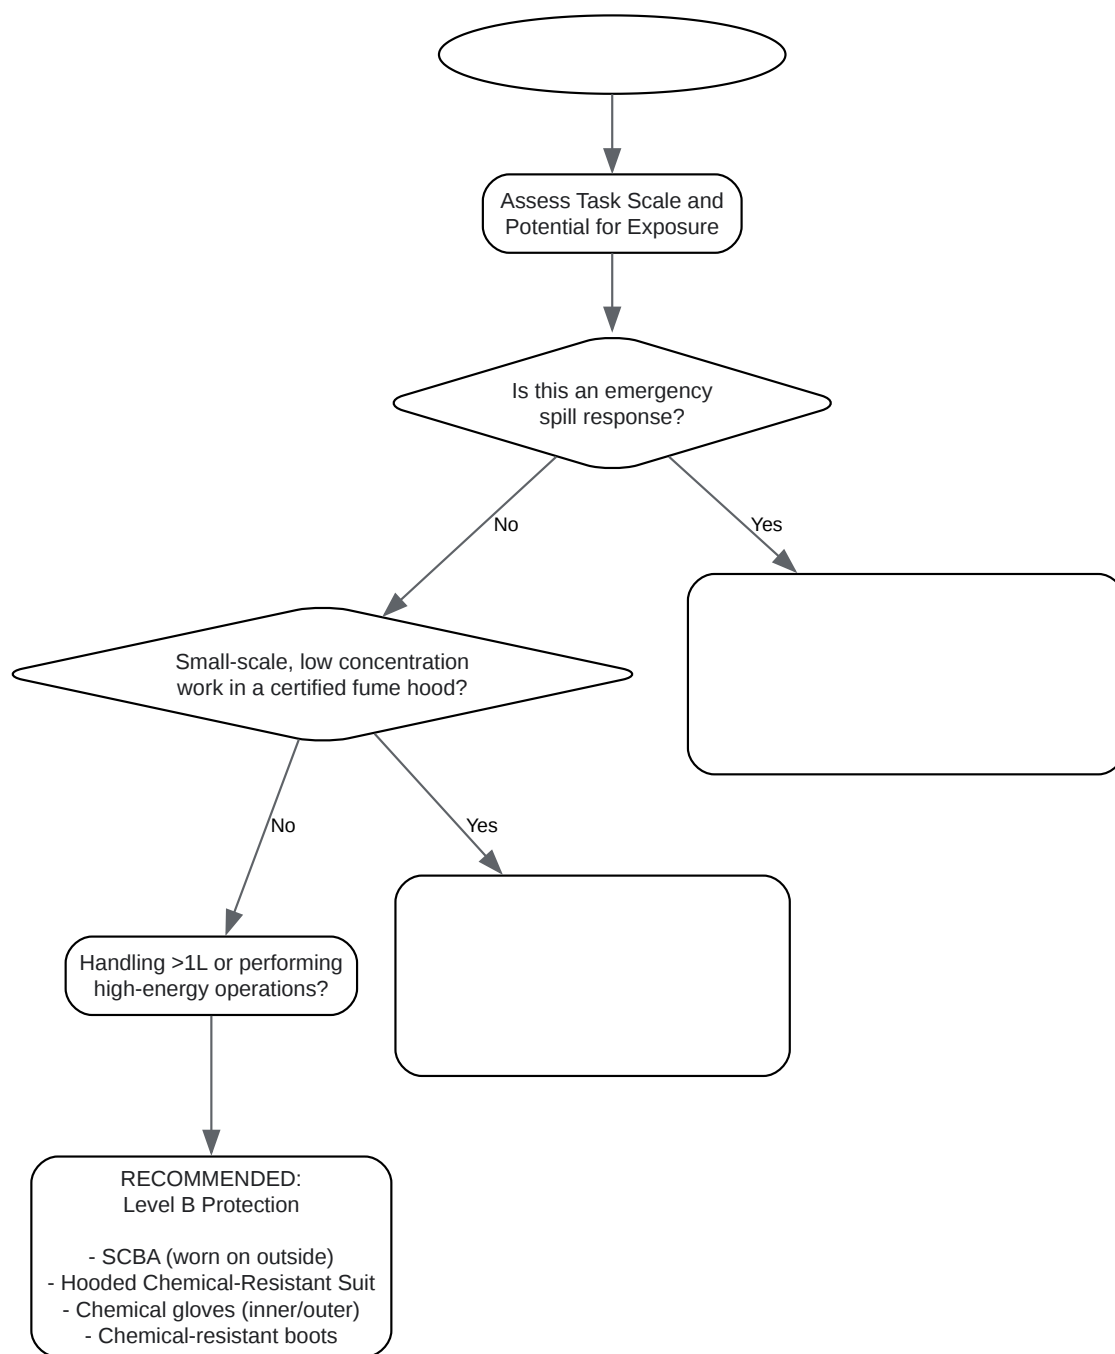 Assess Task Scale and
Potential for Exposure
Is this an emergency
spill response?
No
Yes
Small-scale, low concentration
work in a certified fume hood?
No
Yes
Handling >1L or performing
high-energy operations?
RECOMMENDED:
Level B Protection
- SCBA (worn on outside)
- Hooded Chemical-Resistant Suit
- Chemical gloves (inner/outer)
- Chemical-resistant boots